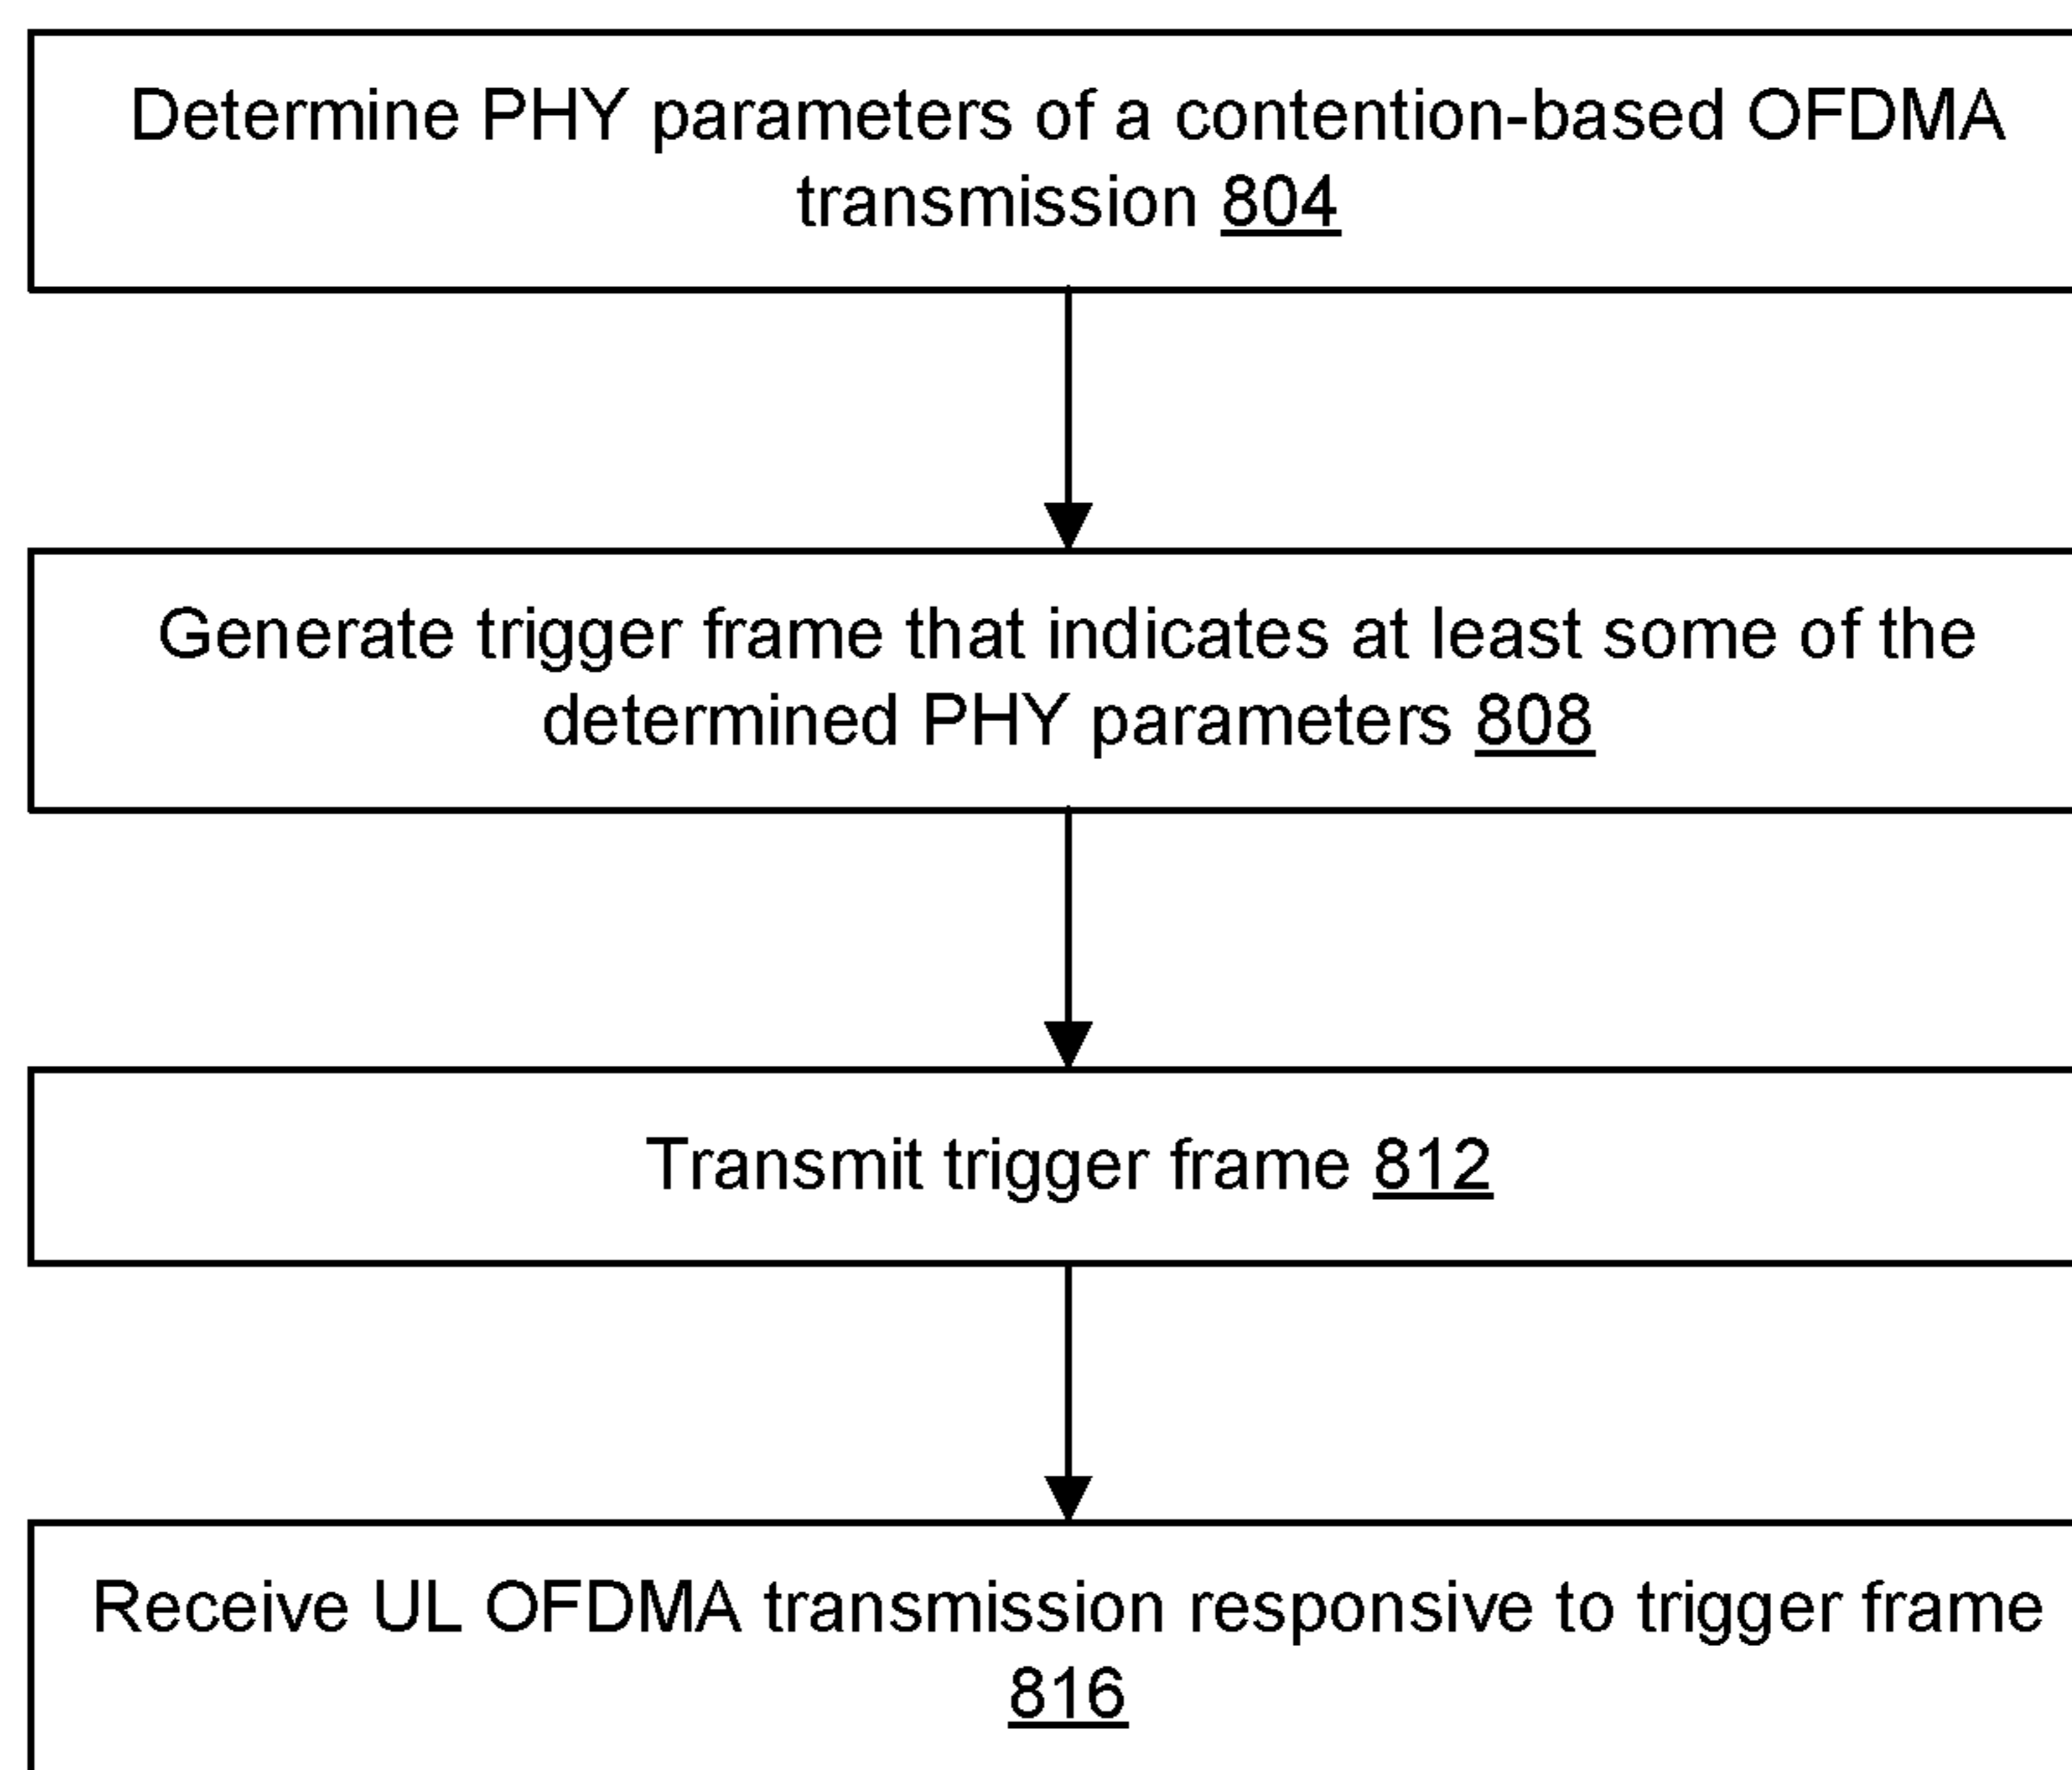 Determine PHY parameters of a contention-based OFDMA
transmission 804
Generate trigger frame that indicates at least some of the
determined PHY parameters 808
Transmit trigger frame 812
Receive UL OFDMA transmission responsive to trigger frame
816